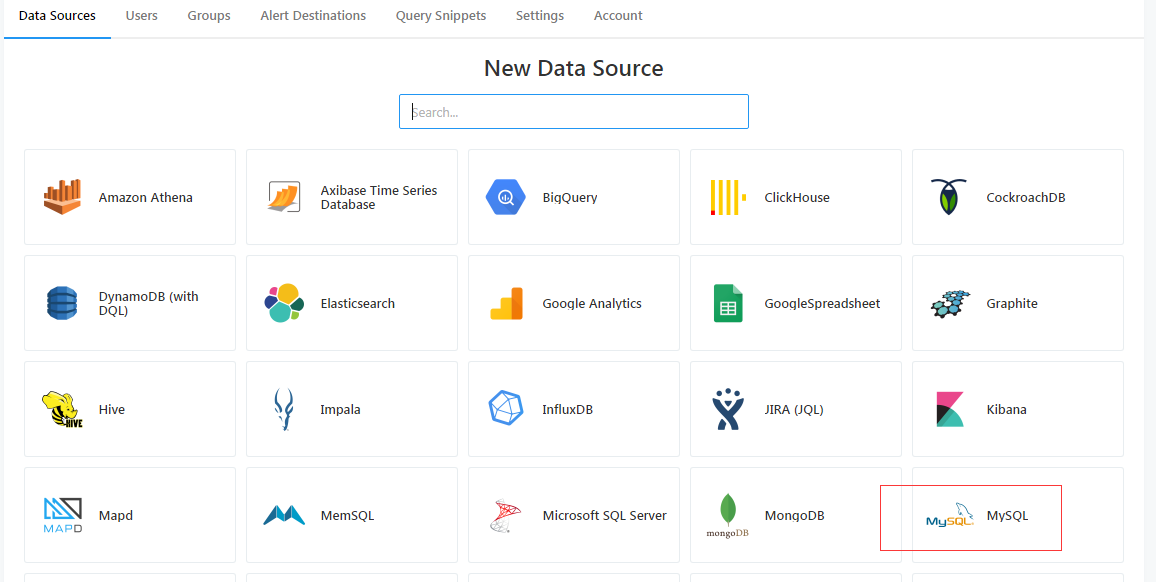 Data Sources Users Groups Alert Destinations Query Snippets Settings Account
New Data Source
Search...
Amazon Athena
Axibase Time Series
Database
BigQuery
ClickHouse
CockroachDB
DynamoDB (with
DQL)
Elasticsearch
Google Analytics
GoogleSpreadsheet
Graphite
HIVE
Hive
Impala
InfluxDB
JIRA (JQL)
Kibana
MAPD
Mapd
MemSQL
Microsoft SQL Server
mongoDB
MongoDB
MySQL
MySQL